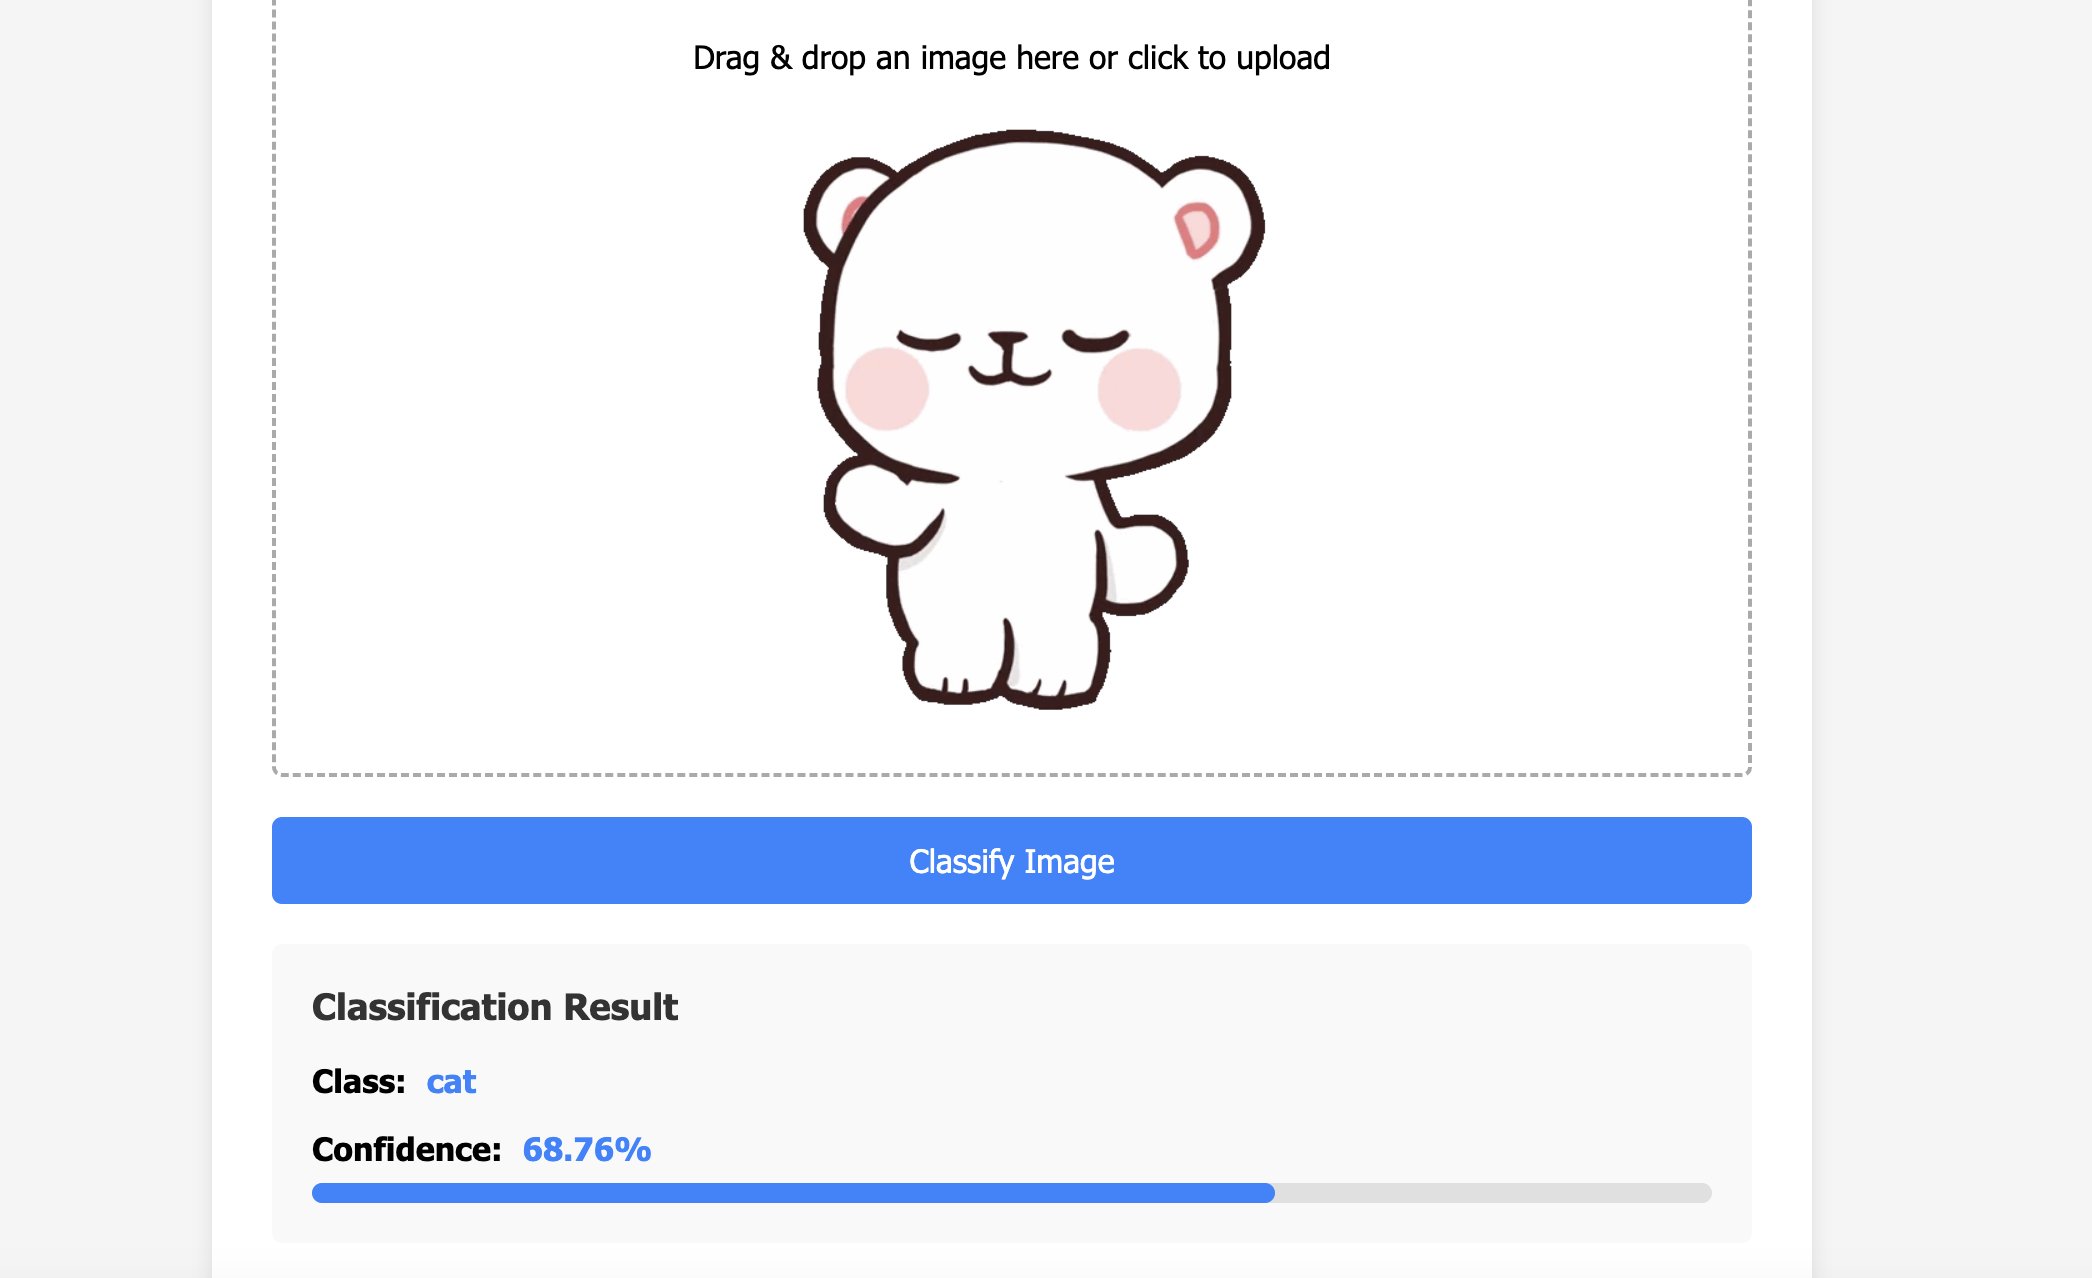 Drag & drop an image here or click to upload
Classify Image
Classification Result
Class: cat
Confidence: 68.76%